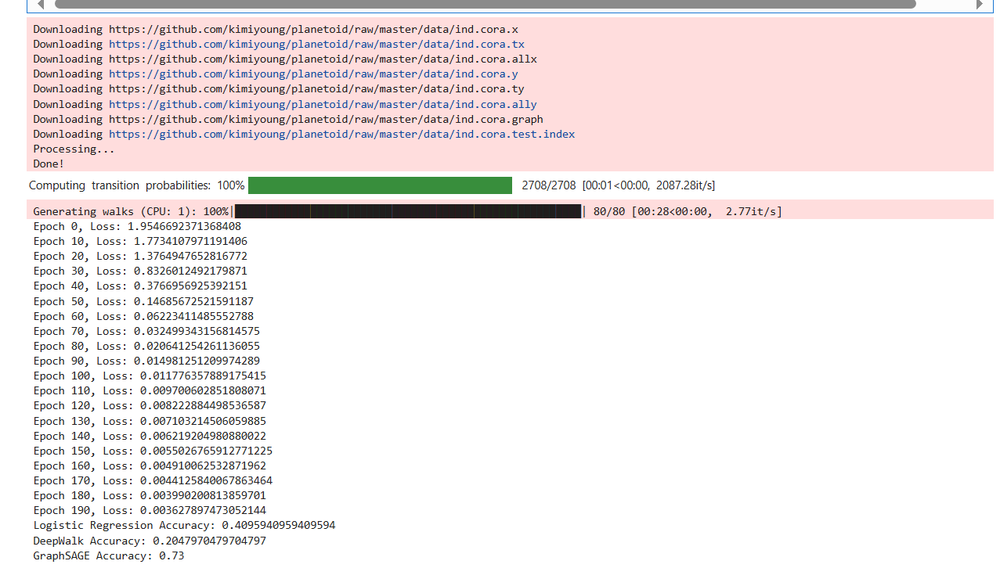 Downloading https://github.com/kimiyoung/planetoid/raw/master/data/ind.cora.x
Downloading https://github.com/kimiyoung/planetoid/raw/master/data/ind.cora.tx
Downloading https://github.com/kimiyoung/planetoid/raw/master/data/ind.cora.allx
Downloading https://github.com/kimiyoung/planetoid/raw/master/data/ind.cora.y
Downloading https://github.com/kimiyoung/planetoid/raw/master/data/ind.cora.ty
Downloading https://github.com/kimiyoung/planetoid/raw/master/data/ind.cora.ally
Downloading https://github.com/kimiyoung/planetoid/raw/master/data/ind.cora.graph
Downloading https://github.com/kimiyoung/planetoid/raw/master/data/ind.cora.test.index
Processing...
Done!
Computing transition probabilities: 100% 2708/2708 [00:01<00:00, 2087.28it/s]
Generating walks (CPU: 1): 100%| | 80/80 [00:28<00:00, 2.77it/s]
Epoch 0, Loss: 1.9546692371368408
Epoch 10, Loss: 1.7734107971191406
Epoch 20, Loss: 1.3764947652816772
Epoch 30, Loss: 0.8326012492179871
Epoch 40, Loss: 0.3766956925392151
Epoch 50, Loss: 0.14685672521591187
Epoch 60, Loss: 0.06223411485552788
Epoch 70, Loss: 0.032499343156814575
Epoch 80, Loss: 0.020641254261136055
Epoch 90, Loss: 0.014981251209974289
Epoch 100, Loss: 0.011776357889175415
Epoch 110, Loss: 0.009700602851808071
Epoch 120, Loss: 0.008222884498536587
Epoch 130, Loss: 0.007103214506059885
Epoch 140, Loss: 0.006219204980880022
Epoch 150, Loss: 0.0055026765912771225
Epoch 160, Loss: 0.004910062532871962
Epoch 170, Loss: 0.0044125840067863464
Epoch 180, Loss: 0.003990200813859701
Epoch 190, Loss: 0.003627897473052144
Logistic Regression Accuracy: 0.4095940959409594
DeepWalk Accuracy: 0.2047970479704797
GraphSAGE Accuracy: 0.73